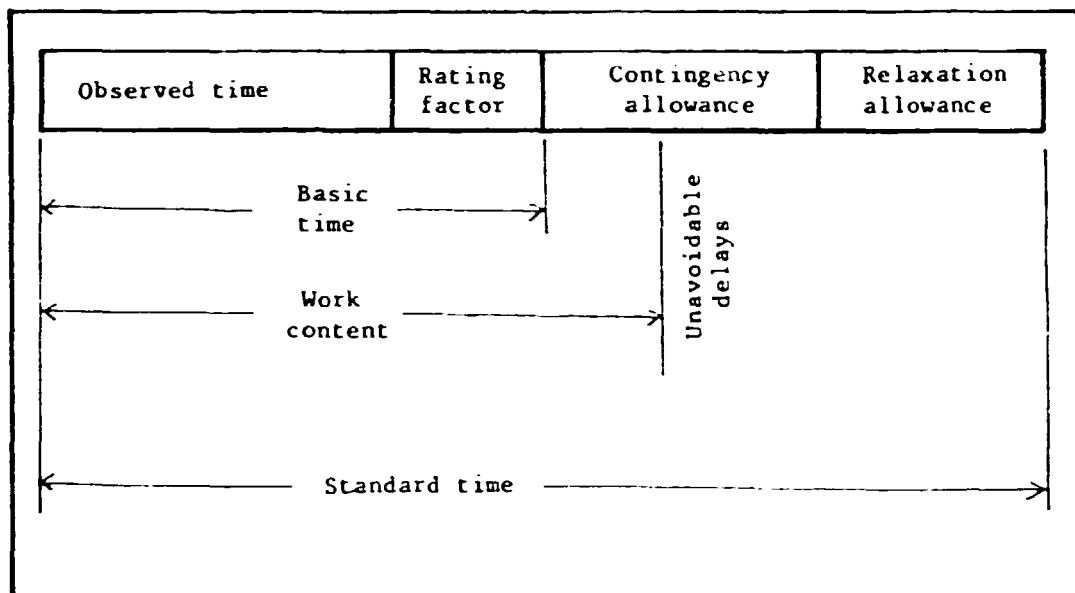 Observed time
Rating
factor
Contingency
allowance
Relaxation
allowance
Basic
time
Unavoidable
delays
Work
content
Standard time